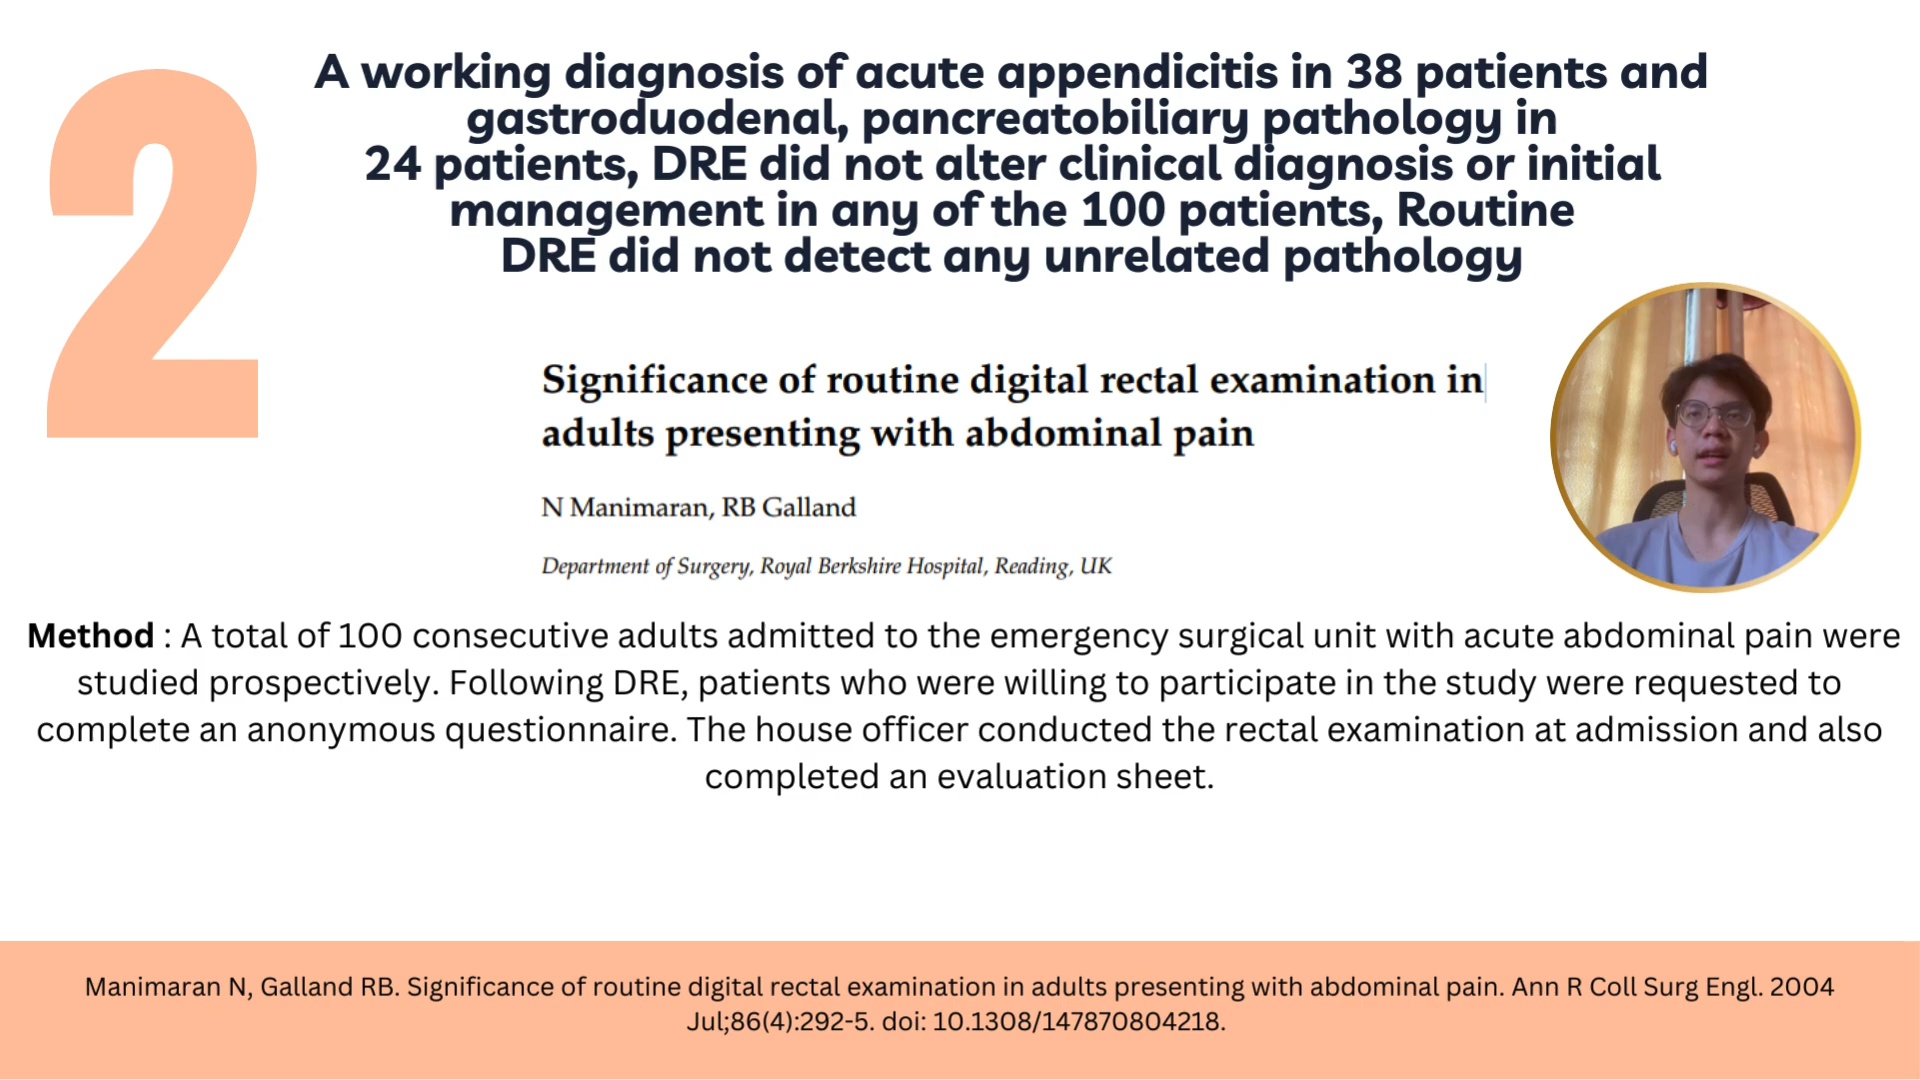 2
A working diagnosis of acute appendicitis in 38 patients and
gastroduodenal, pancreatobiliary pathology in
24 patients, DRE did not alter clinical diagnosis or initial
management in any of the 100 patients, Routine
DRE did not detect any unrelated pathology
Significance of routine digital rectal examination in
adults presenting with abdominal pain
N Manimaran, RB Galland
Department of Surgery, Royal Berkshire Hospital, Reading, UK
Method : A total of 100 consecutive adults admitted to the emergency surgical unit with acute abdominal pain were
studied prospectively. Following DRE, patients who were willing to participate in the study were requested to
complete an anonymous questionnaire. The house officer conducted the rectal examination at admission and also
completed an evaluation sheet.
Manimaran N, Galland RB. Significance of routine digital rectal examination in adults presenting with abdominal pain. Ann R Coll Surg Engl. 2004
Jul;86(4):292-5. doi: 10.1308/147870804218.